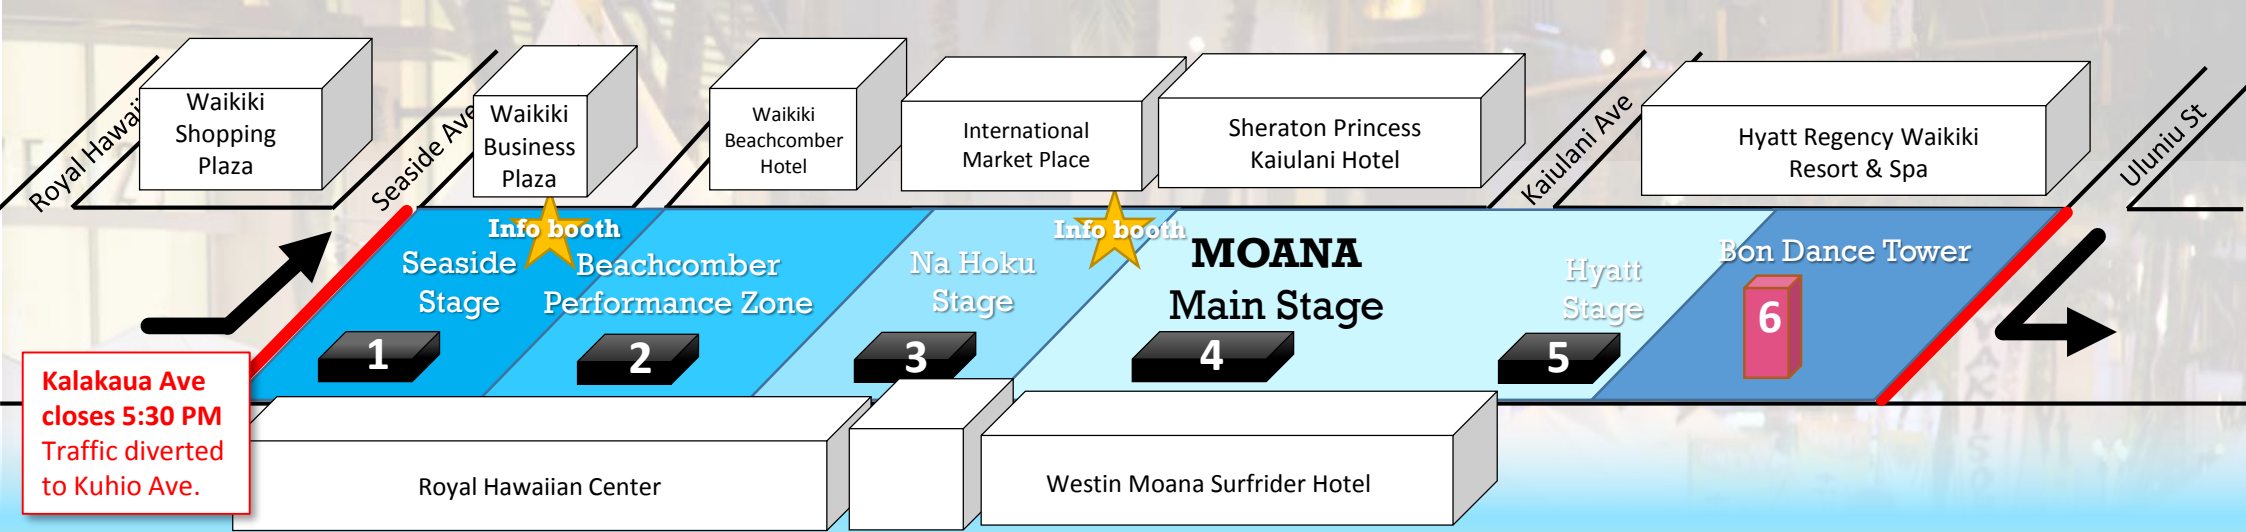 Royal Hawaii
Waikiki
Shopping
Plaza
Seaside Ave
Waikiki
Business
Plaza
Waikiki
Beachcomber
Hotel
International
Market Place
Sheraton Princess
Kaiulani Hotel
Kaiulani Ave
Hyatt Regency Waikiki
Resort & Spa
Uluniu St
Info booth
Info booth
Seaside
Stage
Beachcomber
Performance Zone
Na Hoku
Stage
MOANA
Main Stage
Hyatt
Stage
Bon Dance Tower
1
2
3
4
5
6
Kalakaua Ave
closes 5:30 PM
Traffic diverted
to Kuhio Ave.
Royal Hawaiian Center
Westin Moana Surfrider Hotel